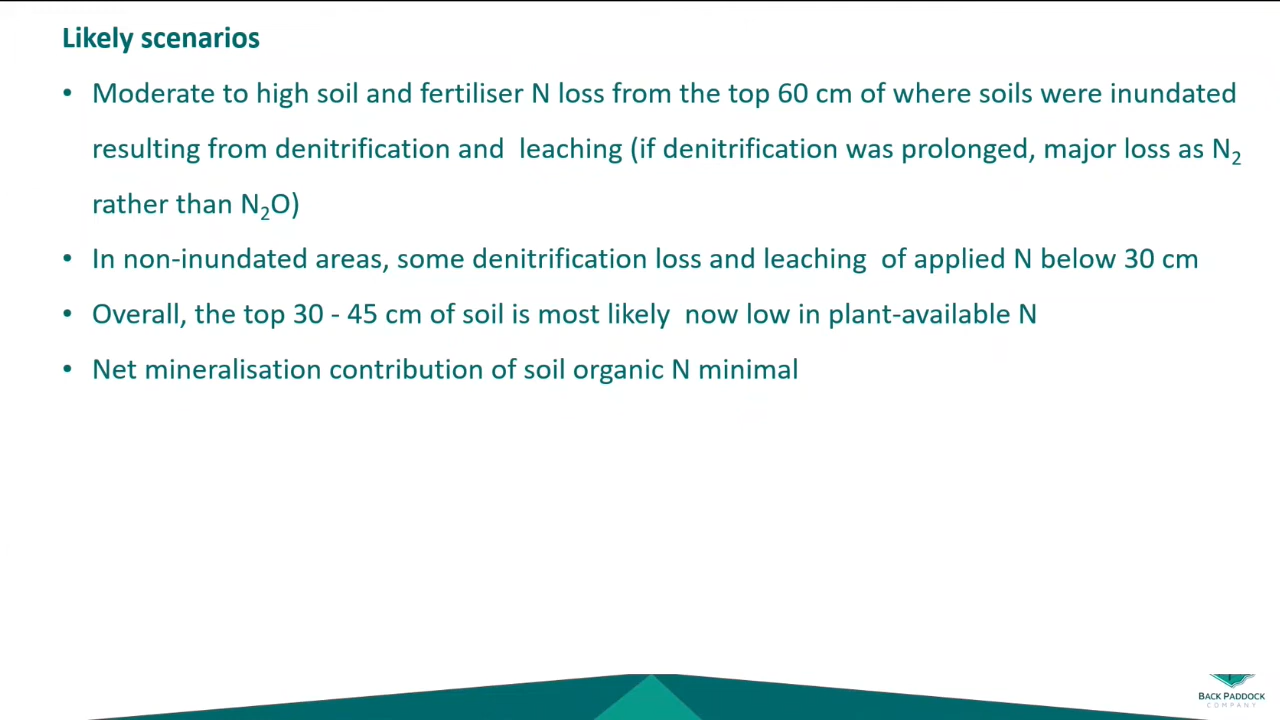 Likely scenarios
• Moderate to high soil and fertiliser N loss from the top 60 cm of where soils were inundated
resulting from denitrification and leaching (if denitrification was prolonged, major loss as N₂
rather than N₂O)
• In non-inundated areas, some denitrification loss and leaching of applied N below 30 cm
• Overall, the top 30 - 45 cm of soil is most likely now low in plant-available N
• Net mineralisation contribution of soil organic N minimal
BACK PADDOCK
COMPANY